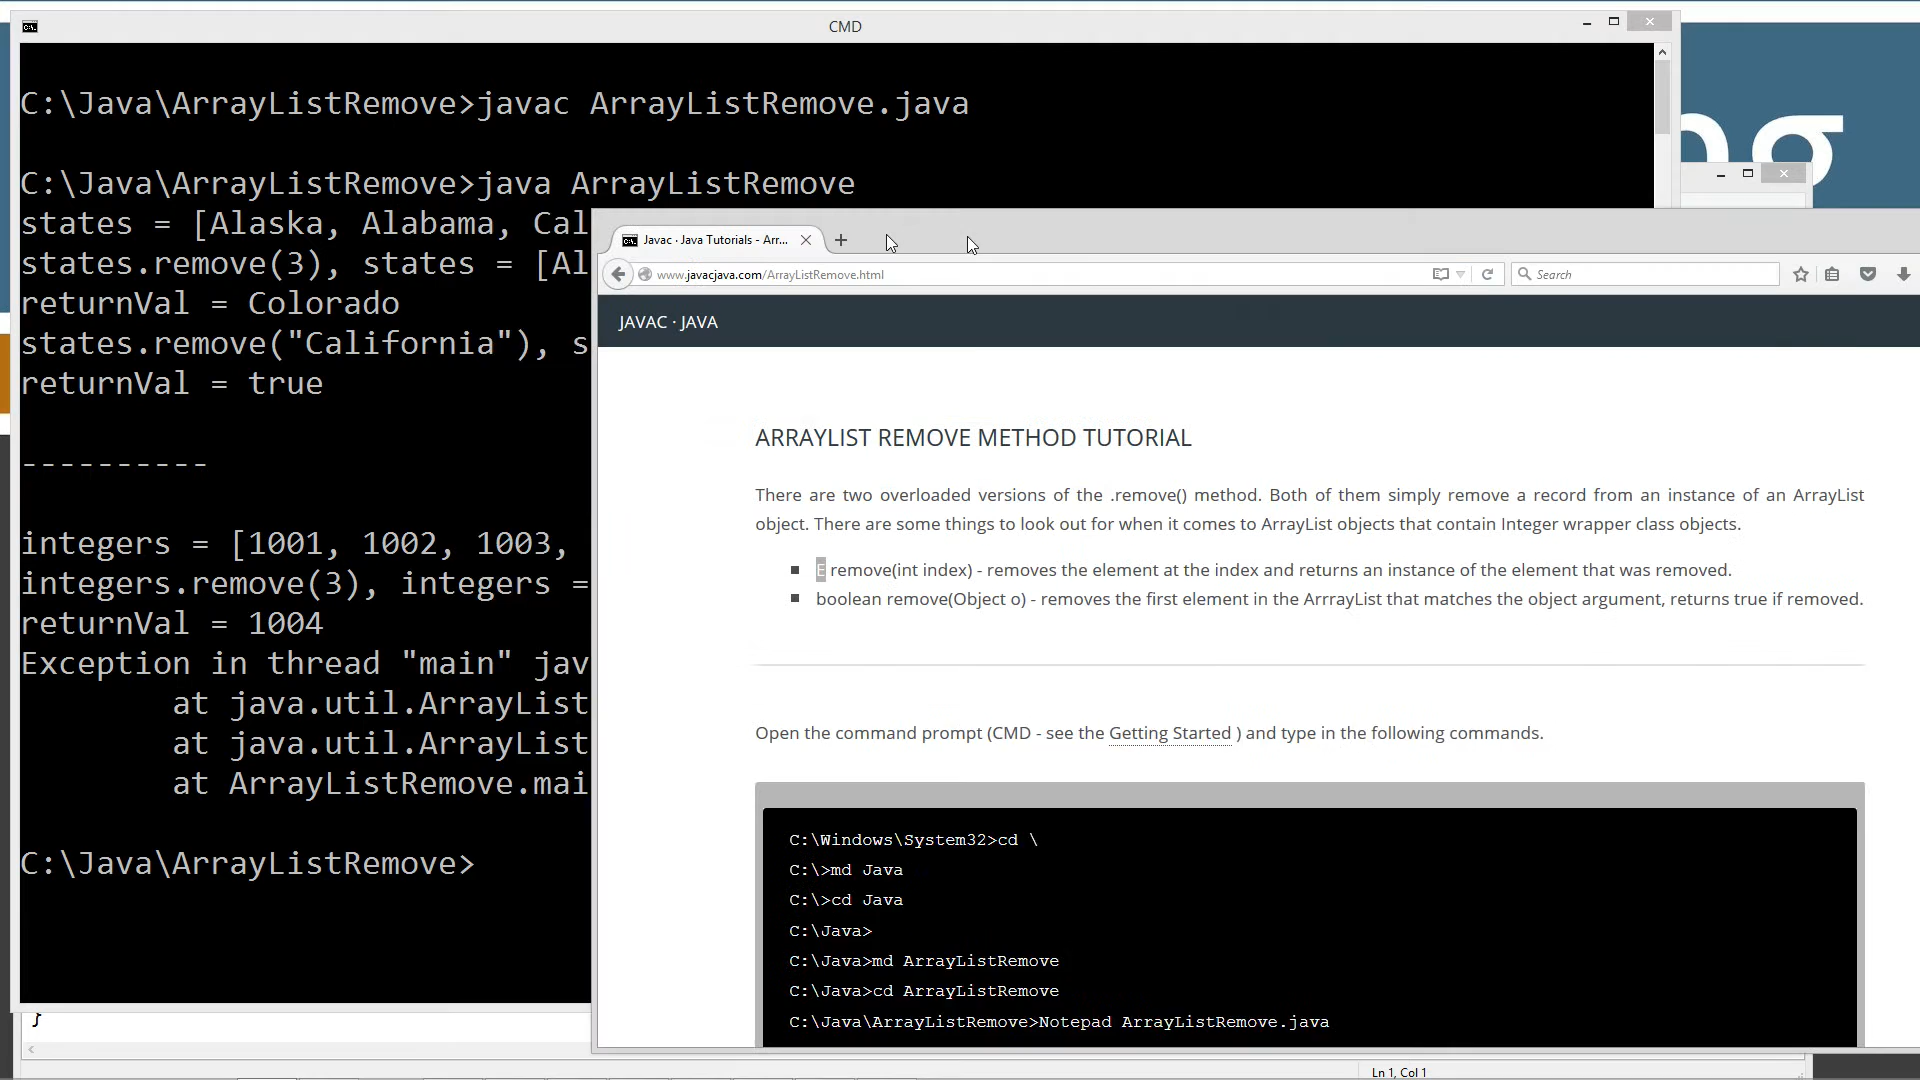 CMD
C:\Java\ArrayListRemove>javac ArrayListRemove.java
C:\Java\ArrayListRemove>java ArrayListRemove
states = [Alaska, Alabama, Cal
states.remove(3), states = [Al
returnVal = Colorado
states.remove("California"), s
returnVal = true
----------
integers = [1001, 1002, 1003,
integers.remove(3), integers =
returnVal = 1004
Exception in thread "main" jav
at java.util.ArrayList
at java.util.ArrayList
at ArrayListRemove.mai
C:\Java\ArrayListRemove>
}
Javac · Java Tutorials - Arr...
www.javacjava.com/ArrayListRemove.html
Search
JAVAC · JAVA
ARRAYLIST REMOVE METHOD TUTORIAL
There are two overloaded versions of the .remove() method. Both of them simply remove a record from an instance of an ArrayList
object. There are some things to look out for when it comes to ArrayList objects that contain Integer wrapper class objects.
E remove(int index) - removes the element at the index and returns an instance of the element that was removed.
boolean remove(Object o) - removes the first element in the ArrrayList that matches the object argument, returns true if removed.
Open the command prompt (CMD - see the Getting Started ) and type in the following commands.
C:\Windows\System32>cd \
C:\>md Java
C:\>cd Java
C:\Java>
C:\Java>md ArrayListRemove
C:\Java>cd ArrayListRemove
C:\Java\ArrayListRemove>Notepad ArrayListRemove.java
Ln 1, Col 1